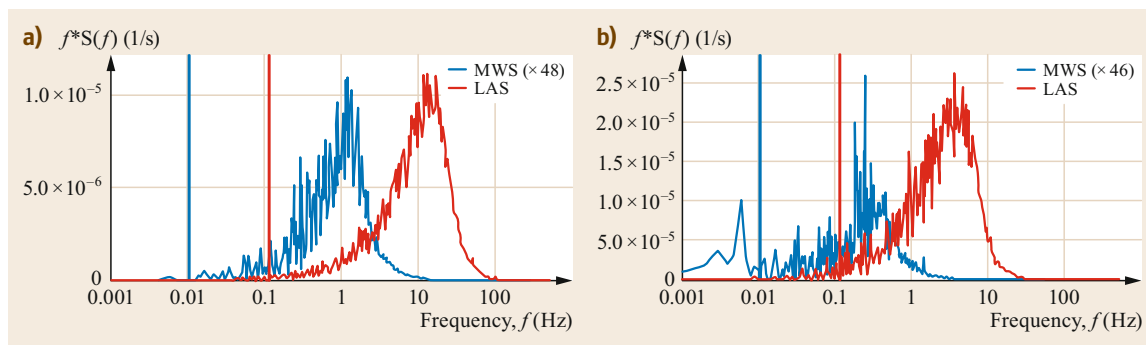 a) f*S(f) (1/s)
MWS (× 48)
LAS
1.0 × 10⁻⁵
5.0 × 10⁻⁶
0
0.001 0.01 0.1 1 10 100
Frequency, f (Hz)
b) f*S(f) (1/s)
MWS (× 46)
LAS
2.5 × 10⁻⁵
2.0 × 10⁻⁵
1.5 × 10⁻⁵
1.0 × 10⁻⁵
5.0 × 10⁻⁵
0
0.001 0.01 0.1 1 10 100
Frequency, f (Hz)